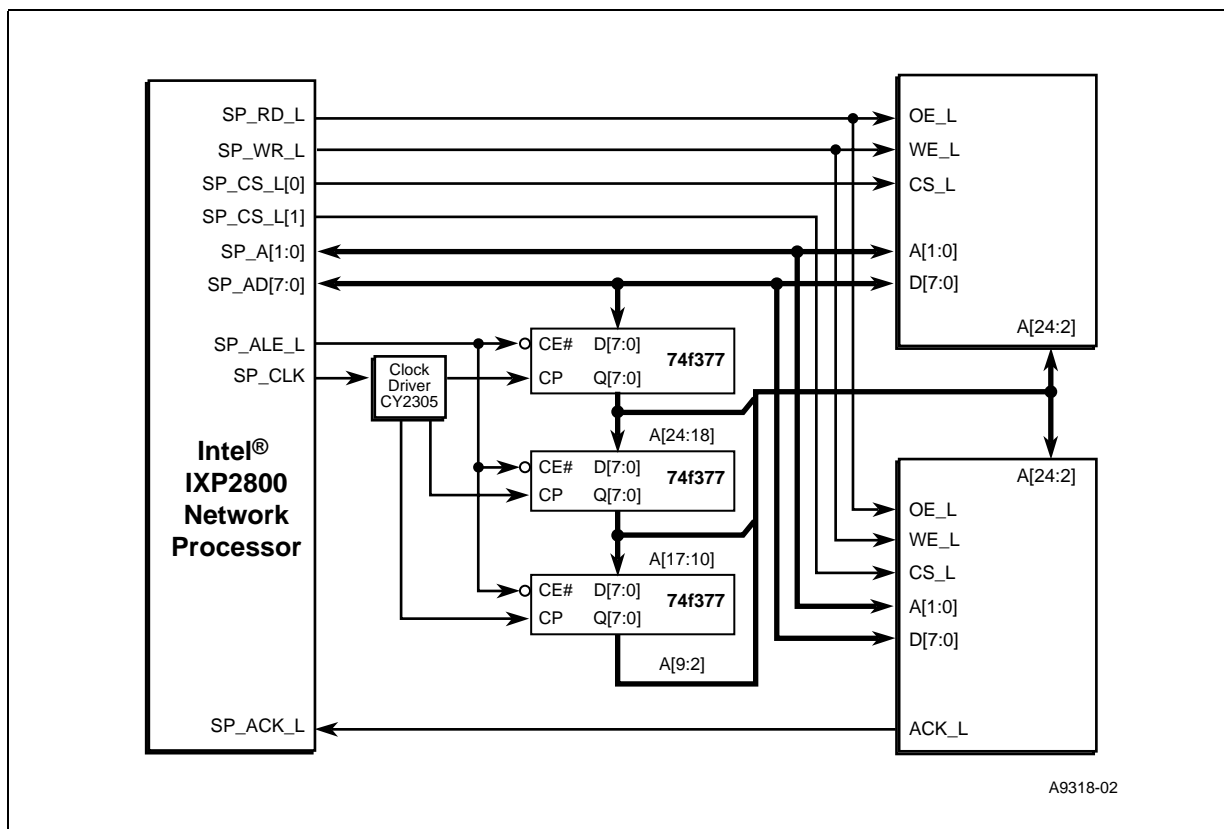 SP_RD_L
SP_WR_L
SP_CS_L[0]
SP_CS_L[1]
SP_A[1:0]
SP_AD[7:0]
SP_ALE_L
SP_CLK
Intel®
IXP2800
Network
Processor
SP_ACK_L
Clock
Driver
CY2305
CE# D[7:0]
74f377
CP Q[7:0]
A[24:18]
CE# D[7:0]
74f377
CP Q[7:0]
A[17:10]
CE# D[7:0]
74f377
CP Q[7:0]
A[9:2]
OE_L
WE_L
CS_L
A[1:0]
D[7:0]
A[24:2]
A[24:2]
OE_L
WE_L
CS_L
A[1:0]
D[7:0]
ACK_L
A9318-02